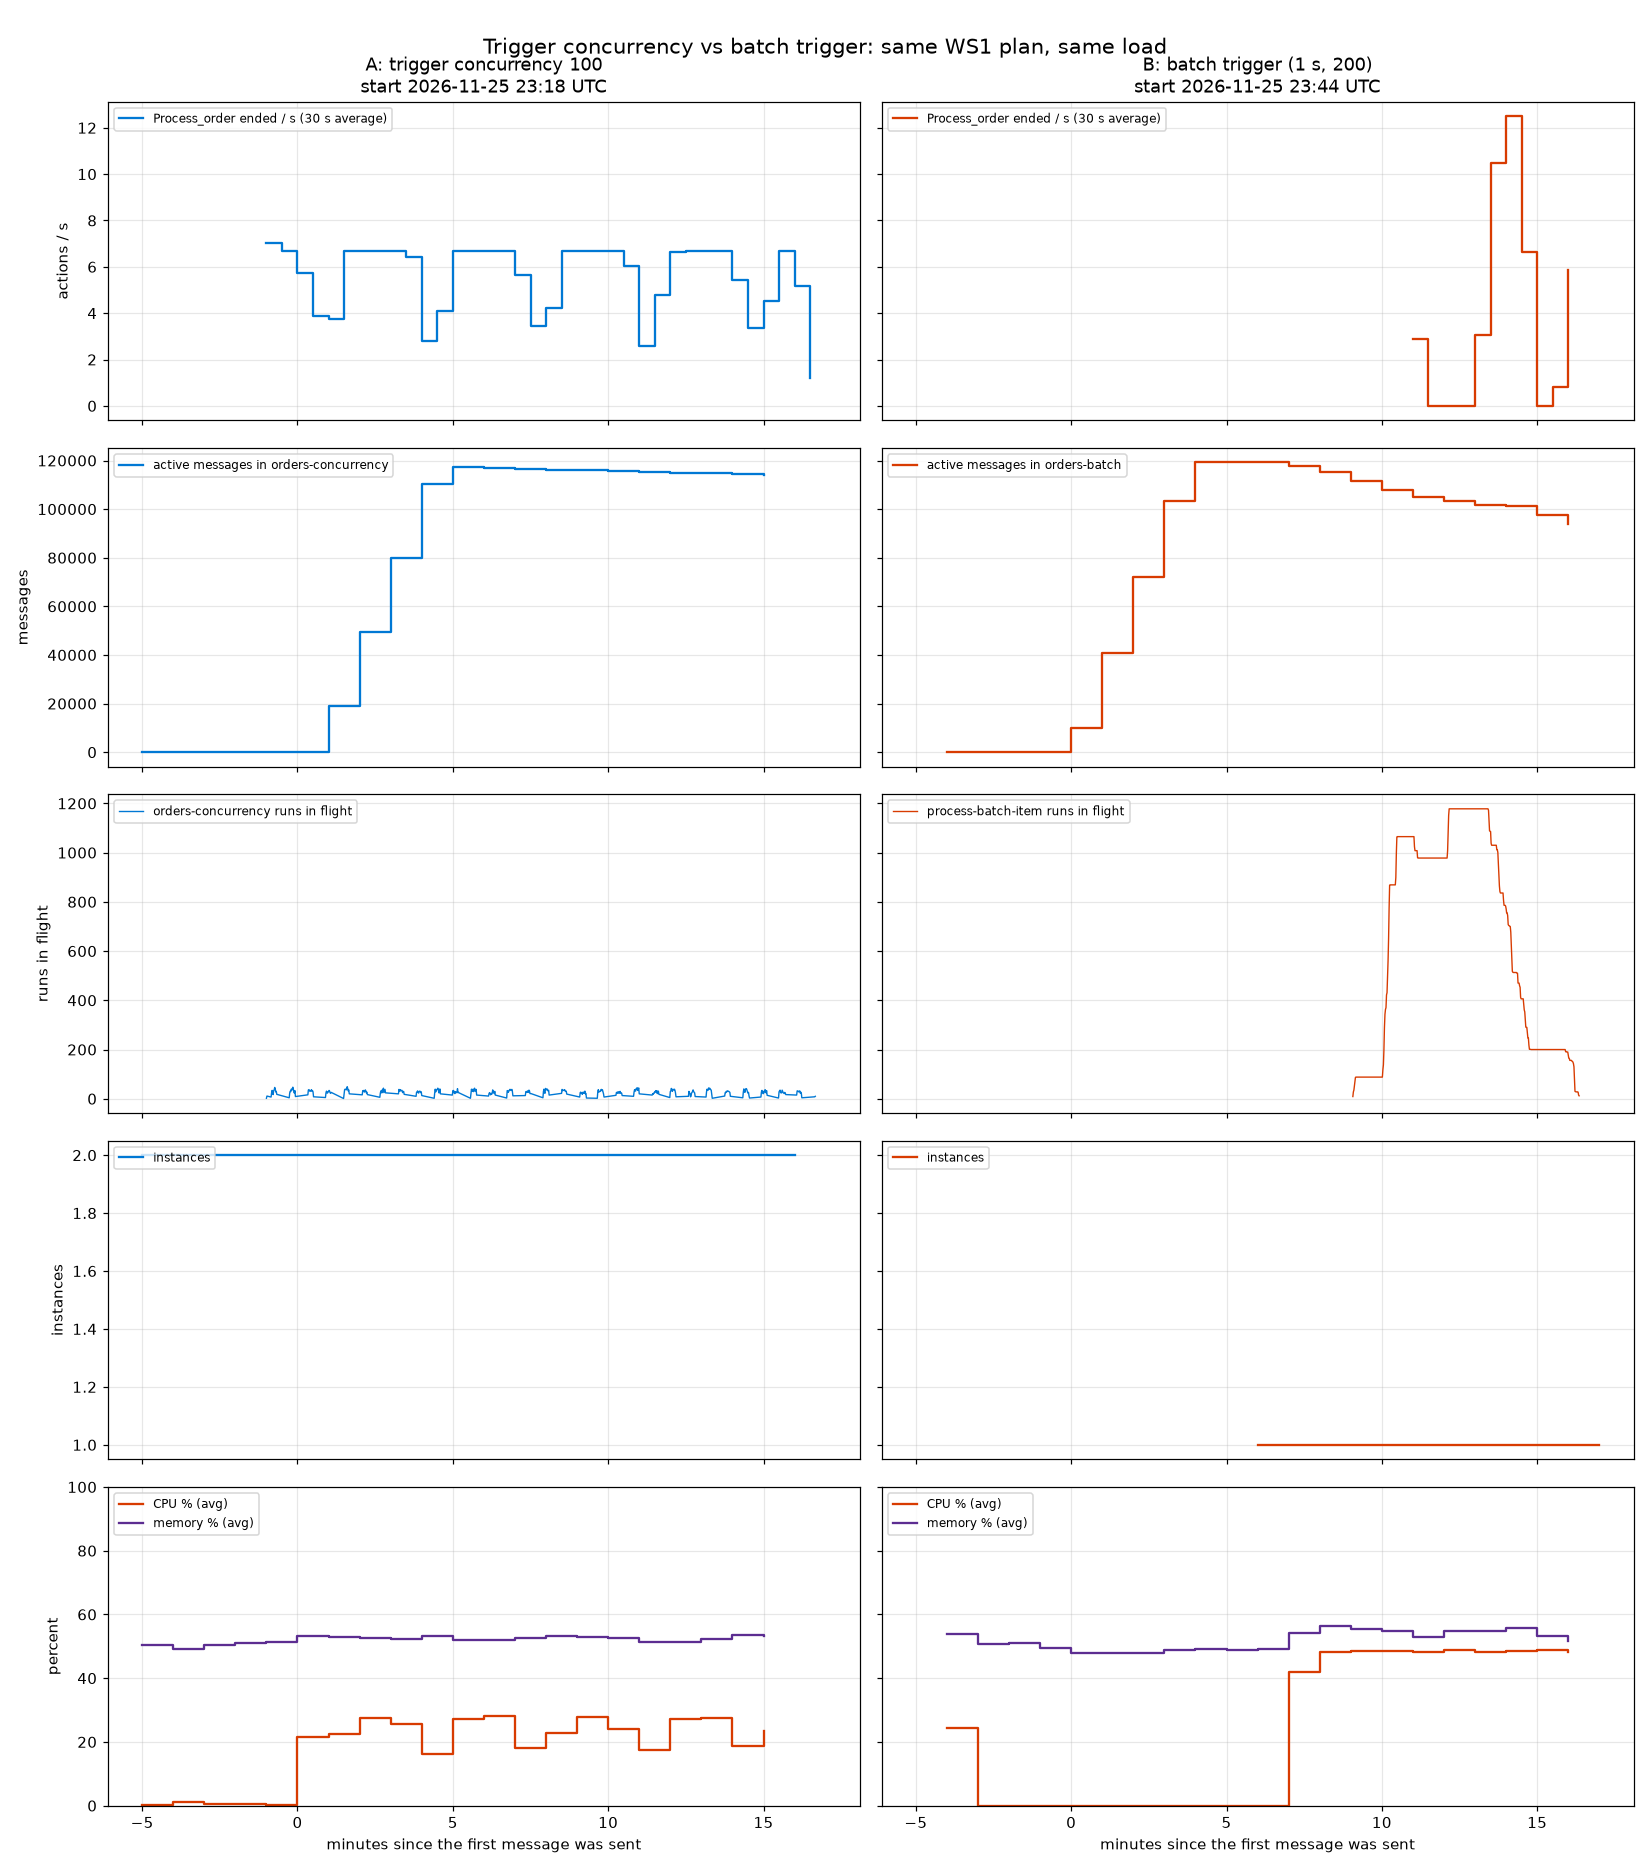 Trigger concurrency vs batch trigger: same WS1 plan, same load
A: trigger concurrency 100
start 2026-11-25 23:18 UTC
B: batch trigger (1 s, 200)
start 2026-11-25 23:44 UTC
Process_order ended / s (30 s average)
12
10
8
6
4
2
0
actions / s
Process_order ended / s (30 s average)
active messages in orders-concurrency
120000
100000
80000
60000
40000
20000
0
messages
active messages in orders-batch
orders-concurrency runs in flight
1200
1000
800
600
400
200
0
runs in flight
process-batch-item runs in flight
instances
2.0
1.8
1.6
1.4
1.2
1.0
instances
instances
CPU % (avg)
memory % (avg)
100
80
60
40
20
0
percent
−5
0
5
10
15
minutes since the first message was sent
CPU % (avg)
memory % (avg)
−5
0
5
10
15
minutes since the first message was sent